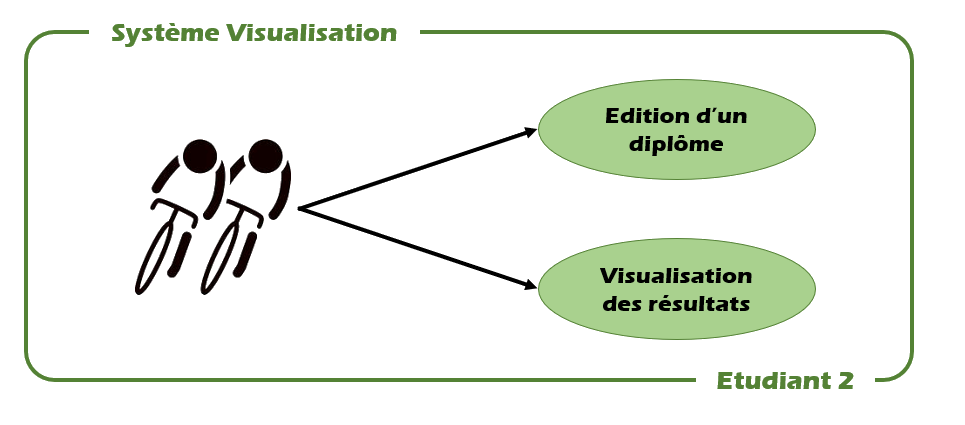 Système Visualisation
Edition d'un
diplôme
Visualisation
des résultats
Etudiant 2